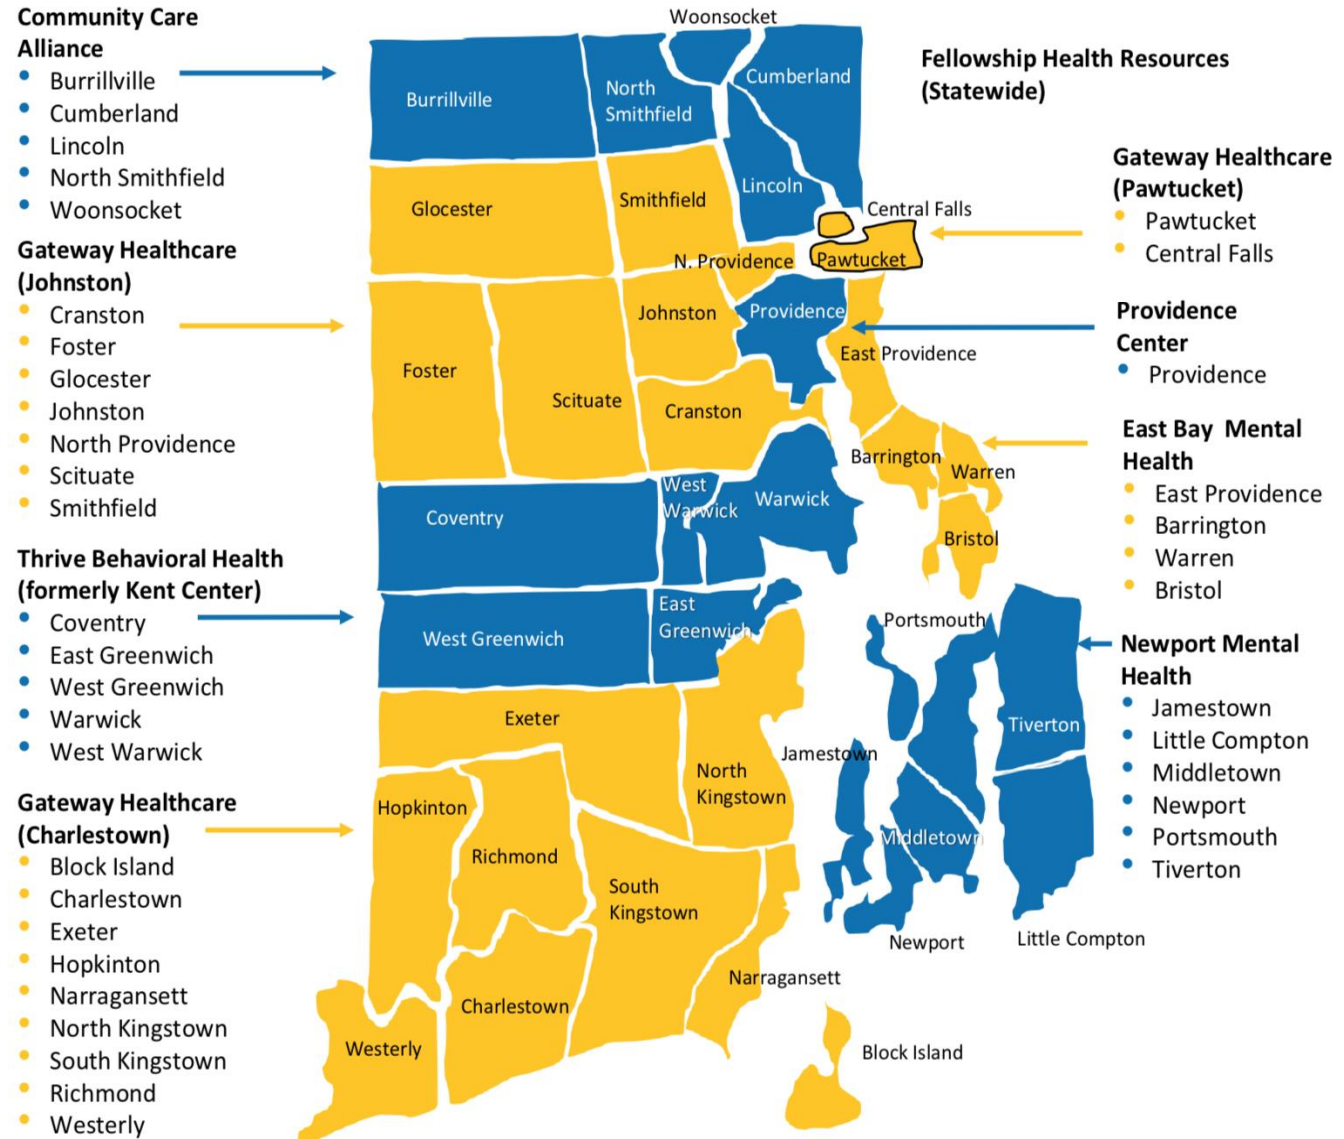 Community Care
Alliance
• Burrillville
• Cumberland
• Lincoln
• North Smithfield
• Woonsocket
Gateway Healthcare
(Johnston)
• Cranston
• Foster
• Glocester
• Johnston
• North Providence
• Scituate
• Smithfield
Thrive Behavioral Health
(formerly Kent Center)
• Coventry
• East Greenwich
• West Greenwich
• Warwick
• West Warwick
Gateway Healthcare
(Charlestown)
• Block Island
• Charlestown
• Exeter
• Hopkinton
• Narragansett
• North Kingstown
• South Kingstown
• Richmond
• Westerly
Woonsocket
Burrillville
North
Smithfield
Cumberland
Lincoln
Glocester
Smithfield
Central Falls
N. Providence
Pawtucket
Johnston
Providence
East Providence
Foster
Scituate
Cranston
Barrington
Warren
West
Warwick
Warwick
Coventry
Bristol
East
Greenwich
West Greenwich
Portsmouth
Exeter
Tiverton
Jamestown
North
Kingstown
Hopkinton
Middletown
Richmond
South
Kingstown
Newport
Little Compton
Narragansett
Charlestown
Westerly
Block Island
Fellowship Health Resources
(Statewide)
Gateway Healthcare
(Pawtucket)
• Pawtucket
• Central Falls
Providence
Center
• Providence
East Bay Mental
Health
• East Providence
• Barrington
• Warren
• Bristol
Newport Mental
Health
• Jamestown
• Little Compton
• Middletown
• Newport
• Portsmouth
• Tiverton